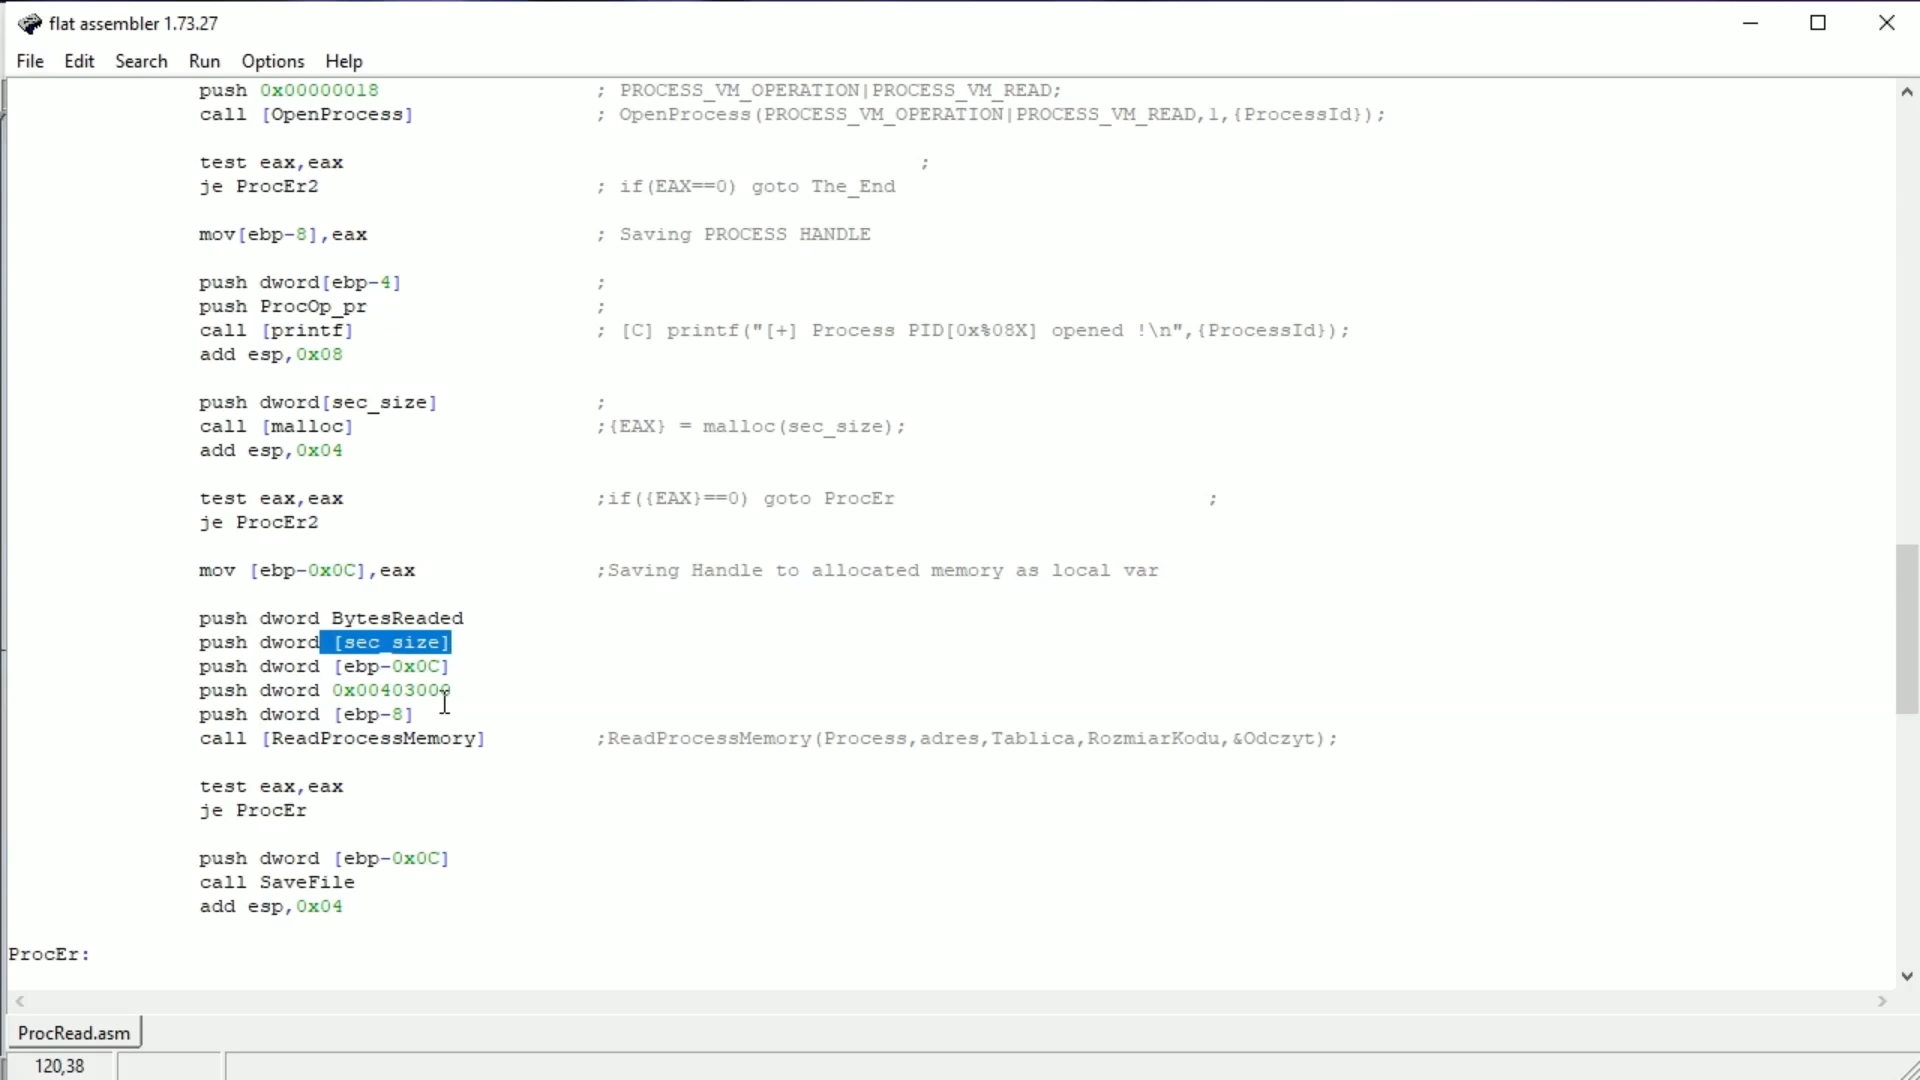 flat assembler 1.73.27
File Edit Search Run Options Help
push 0x00000018 ; PROCESS_VM_OPERATION|PROCESS_VM_READ;
call [OpenProcess] ; OpenProcess(PROCESS_VM_OPERATION|PROCESS_VM_READ,1,{ProcessId});
test eax,eax ;
je ProcEr2 ; if(EAX==0) goto The_End
mov[ebp-8],eax ; Saving PROCESS HANDLE
push dword[ebp-4] ;
push ProcOp_pr ;
call [printf] ; [C] printf("[+] Process PID[0x%08X] opened !\n",{ProcessId});
add esp,0x08
push dword[sec_size] ;
call [malloc] ;{EAX} = malloc(sec_size);
add esp,0x04
test eax,eax ;if({EAX}==0) goto ProcEr ;
je ProcEr2
mov [ebp-0x0C],eax ;Saving Handle to allocated memory as local var
push dword BytesReaded
push dword [sec_size]
push dword [ebp-0x0C]
push dword 0x00403000
push dword [ebp-8]
call [ReadProcessMemory] ;ReadProcessMemory(Process,adres,Tablica,RozmiarKodu,&Odczyt);
test eax,eax
je ProcEr
push dword [ebp-0x0C]
call SaveFile
add esp,0x04
ProcEr:
ProcRead.asm
120,38